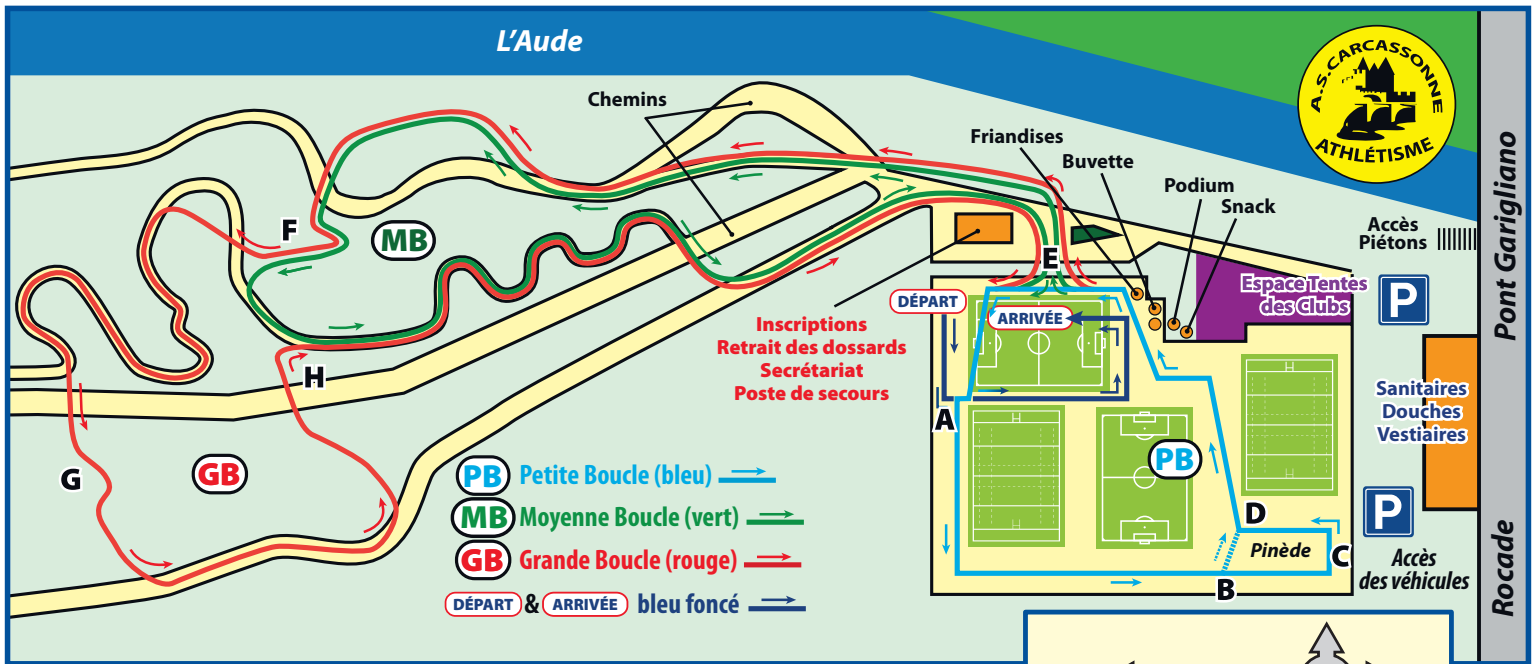 L'Aude
A.S. CARCASSONNE
ATHLÉTISME
Chemins
Friandises
Buvette
Podium
Snack
Accès
Piétons
Pont Garigliano
F
MB
E
Espace Tentes
des Clubs
P
DÉPART
ARRIVÉE
Inscriptions
Retrait des dossards
Secrétariat
Poste de secours
H
A
Sanitaires
Douches
Vestiaires
G
GB
PB
PB Petite Boucle (bleu)
MB Moyenne Boucle (vert)
GB Grande Boucle (rouge)
DÉPART & ARRIVÉE bleu foncé
D
P
Pinède
C
B
Accès
des véhicules
Rocade